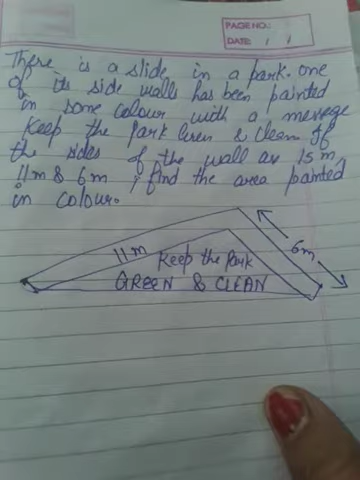 PAGE NO.:
DATE: / /
There is a slide in a park. One
of its side walls has been painted
in some colour with a message
Keep the Park Green & Clean If
the sides of the wall are 15 m,
11m & 6m, find the area painted
in colour.
11 m
6m
Keep the Park
GREEN & CLEAN